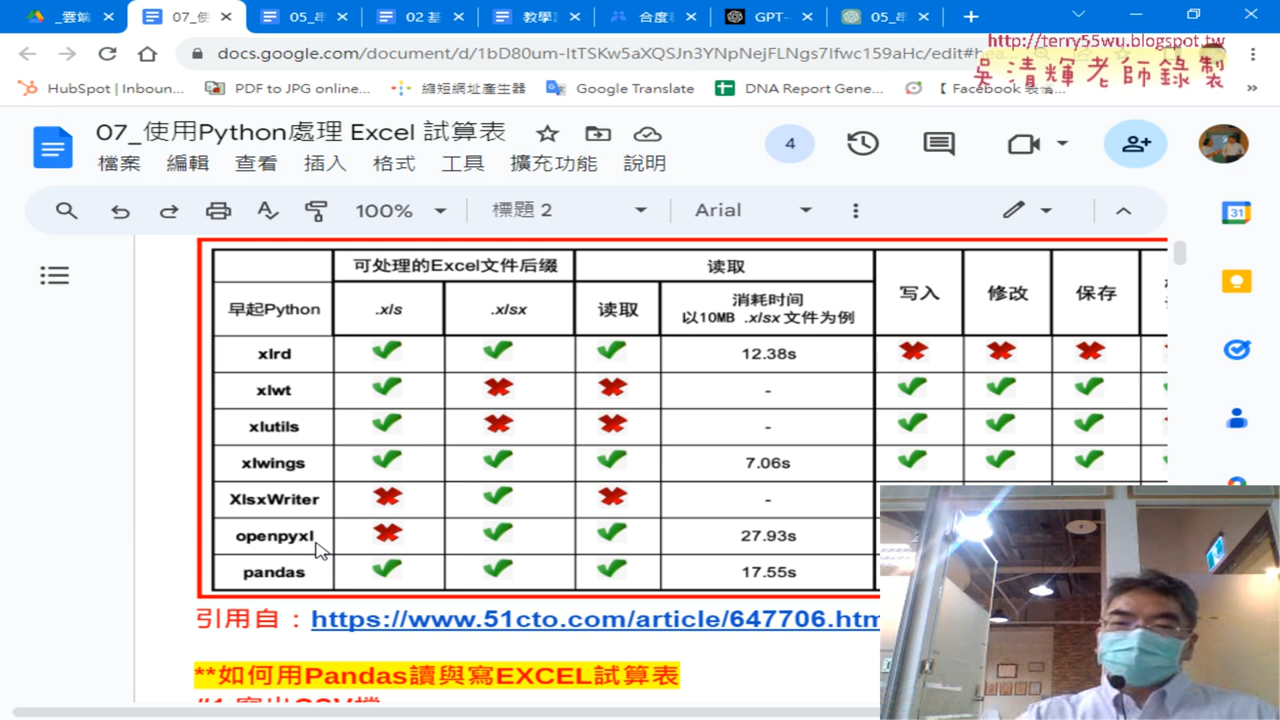 _雲端
07_使
05_串
02 基
教學
合度
GPT-
05_串
http://terry55wu.blogspot.tw
吳清輝老師錄製
docs.google.com/document/d/1bD80um-ltTSKw5aXQSJn3YNpNejFLNgs7lfwc159aHc/edit#hea
HubSpot | Inboun...
PDF to JPG online...
縮短網址產生器
Google Translate
DNA Report Gene...
【 Facebook 表情...
07_使用Python處理 Excel 試算表
檔案 編輯 查看 插入 格式 工具 擴充功能 說明
4
100% 標題 2 Arial
31
可处理的Excel文件后缀 读取 写入 修改 保存
早起Python .xls .xlsx 读取 消耗时间
以10MB .xlsx 文件为例
xlrd 12.38s
xlwt -
xlutils -
xlwings 7.06s
XlsxWriter -
openpyxl 27.93s
pandas 17.55s
引用自：https://www.51cto.com/article/647706.htm
**如何用Pandas讀與寫EXCEL試算表